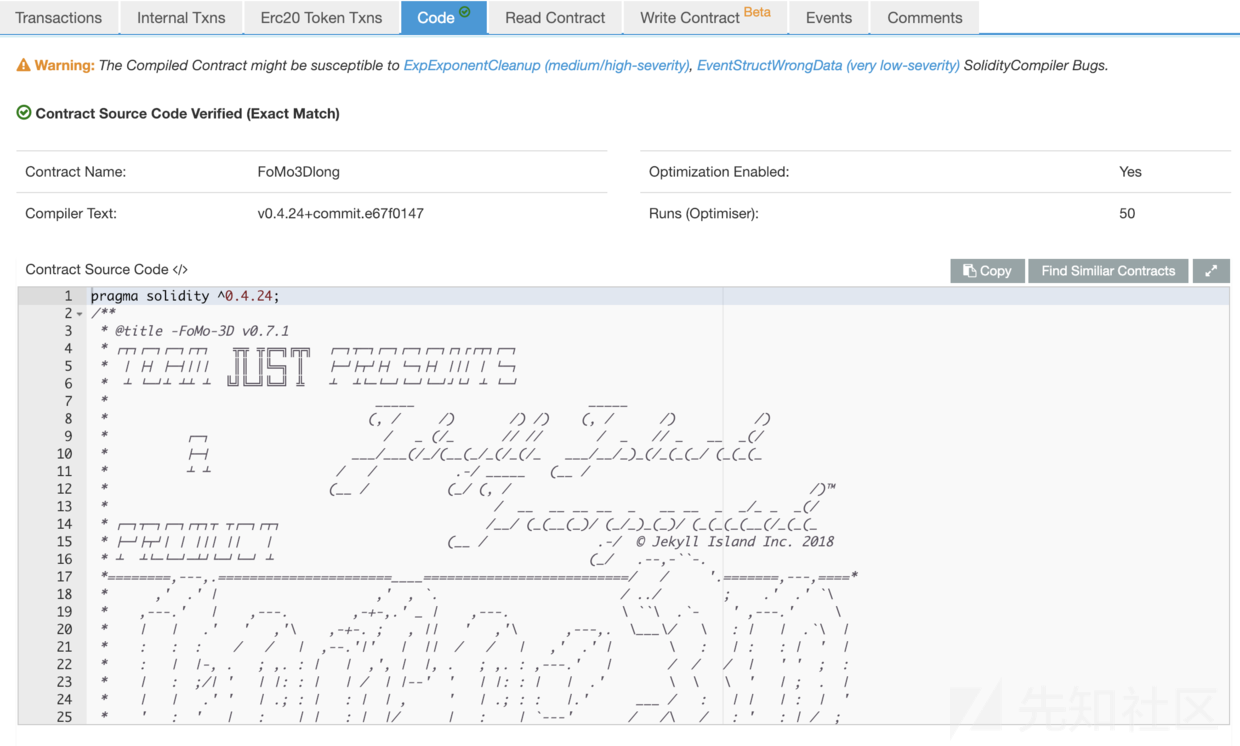 Transactions Internal Txns Erc20 Token Txns Code Read Contract Write Contract Beta Events Comments
Warning: The Compiled Contract might be susceptible to ExpExponentCleanup (medium/high-severity), EventStructWrongData (very low-severity) SolidityCompiler Bugs.
Contract Source Code Verified (Exact Match)
Contract Name: FoMo3Dlong Optimization Enabled: Yes
Compiler Text: v0.4.24+commit.e67f0147 Runs (Optimiser): 50
Contract Source Code </> Copy Find Similiar Contracts
1 pragma solidity ^0.4.24;
2 /**
3 * @title -FoMo-3D v0.7.1
4 *
5 * JUST
6 *
7 *
8 *
9 *
10 *
11 *
12 *
13 *
14 *
15 * © Jekyll Island Inc. 2018
16 *
17 *
18 *
19 *
20 *
21 *
22 *
23 *
24 *
25 *
先知社区